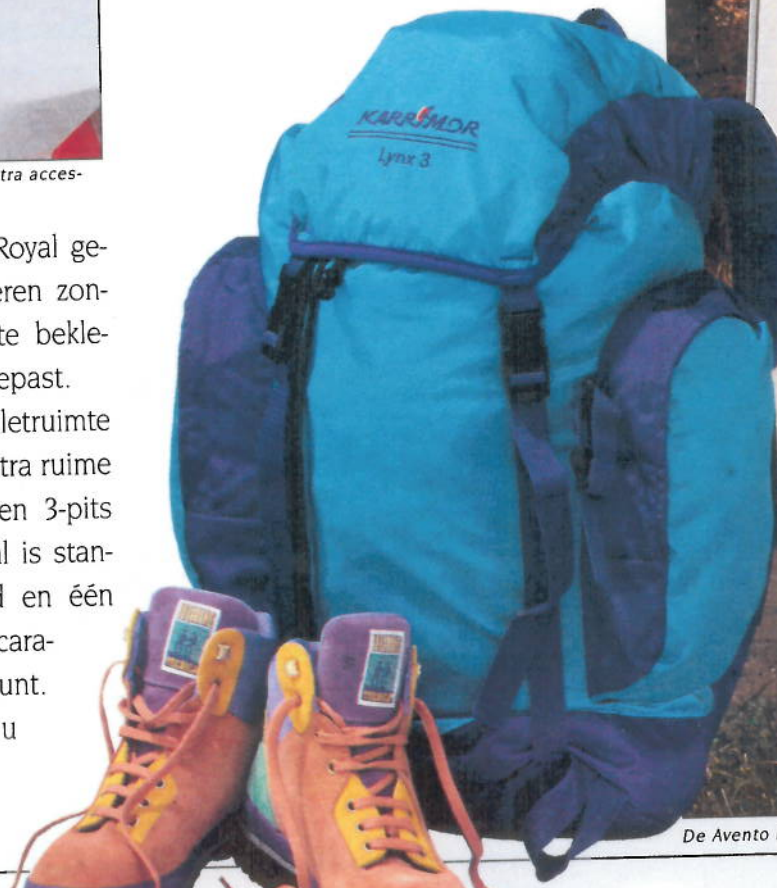 tra acces-
Royal ge-
eren zon-
te bekle-
epast.
letruimte
tra ruime
en 3-pits
l is stan-
d en één
cara-
unt.
u
KARRIMOR
Lynx 3
De Avento